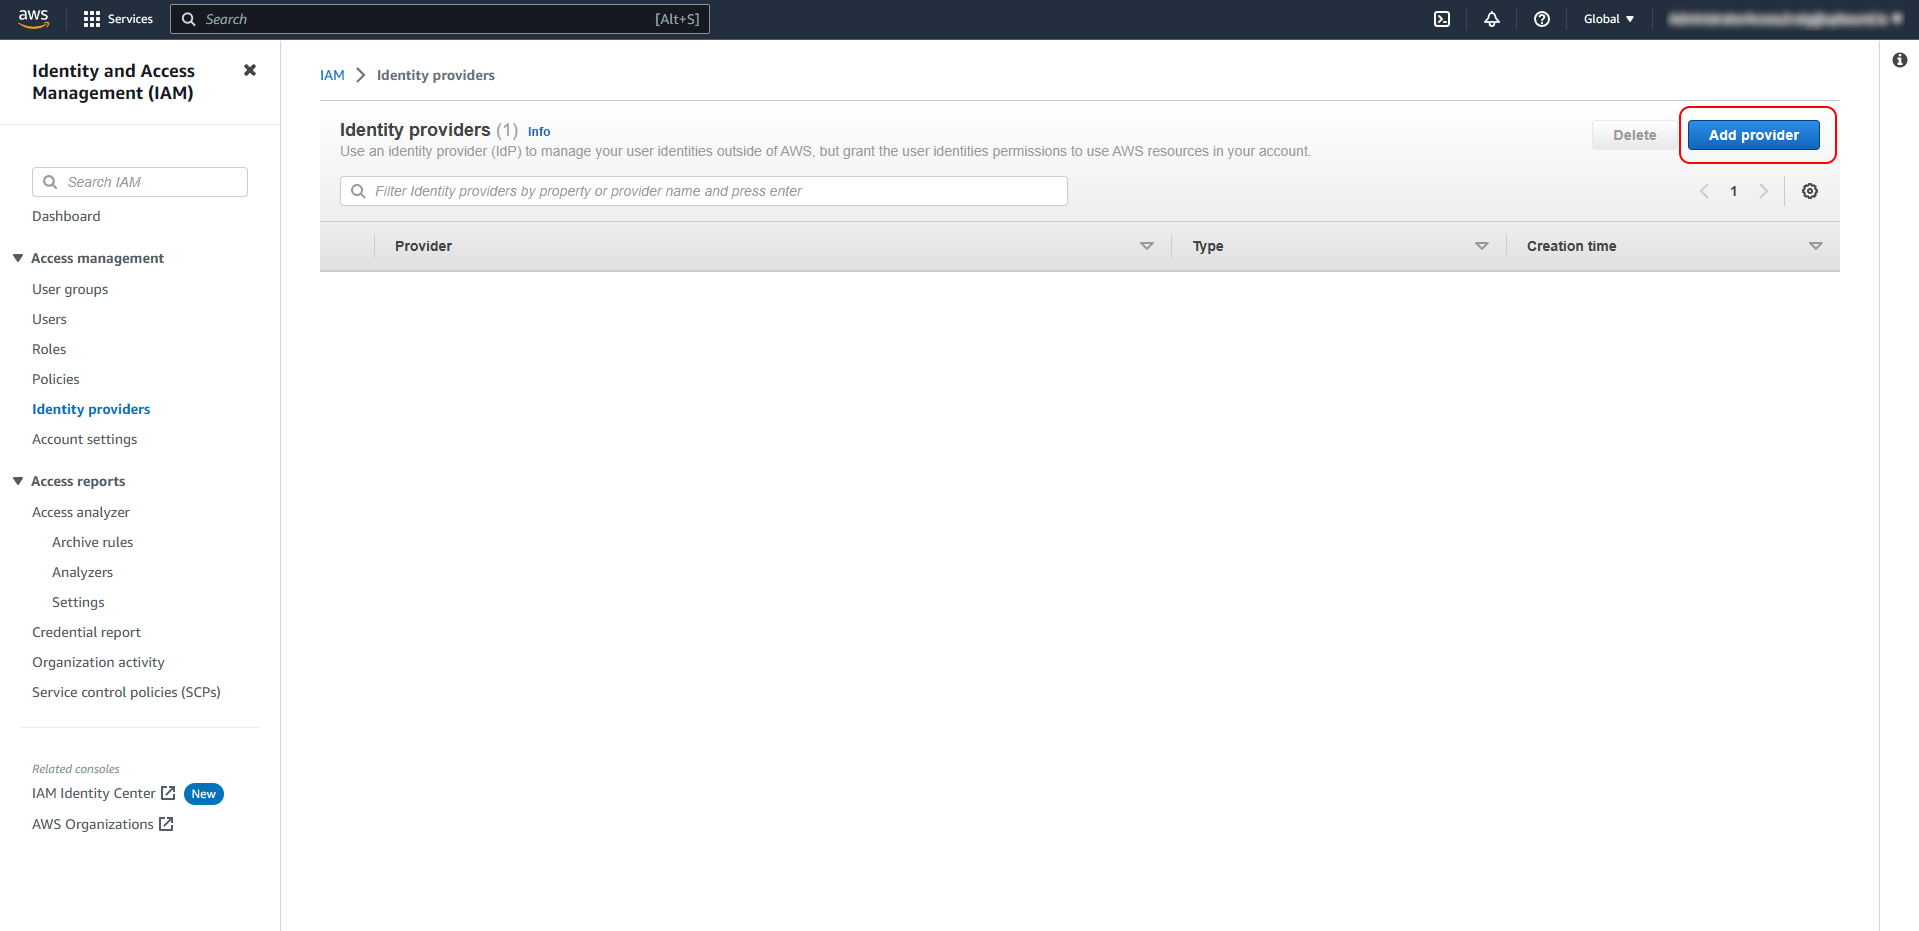 aws
Services
Search
[Alt+S]
Global
Identity and Access
Management (IAM)
Search IAM
Dashboard
Access management
User groups
Users
Roles
Policies
Identity providers
Account settings
Access reports
Access analyzer
Archive rules
Analyzers
Settings
Credential report
Organization activity
Service control policies (SCPs)
Related consoles
IAM Identity Center New
AWS Organizations
IAM > Identity providers
Identity providers (1) Info
Use an identity provider (IdP) to manage your user identities outside of AWS, but grant the user identities permissions to use AWS resources in your account.
Delete
Add provider
Filter Identity providers by property or provider name and press enter
1
Provider
Type
Creation time